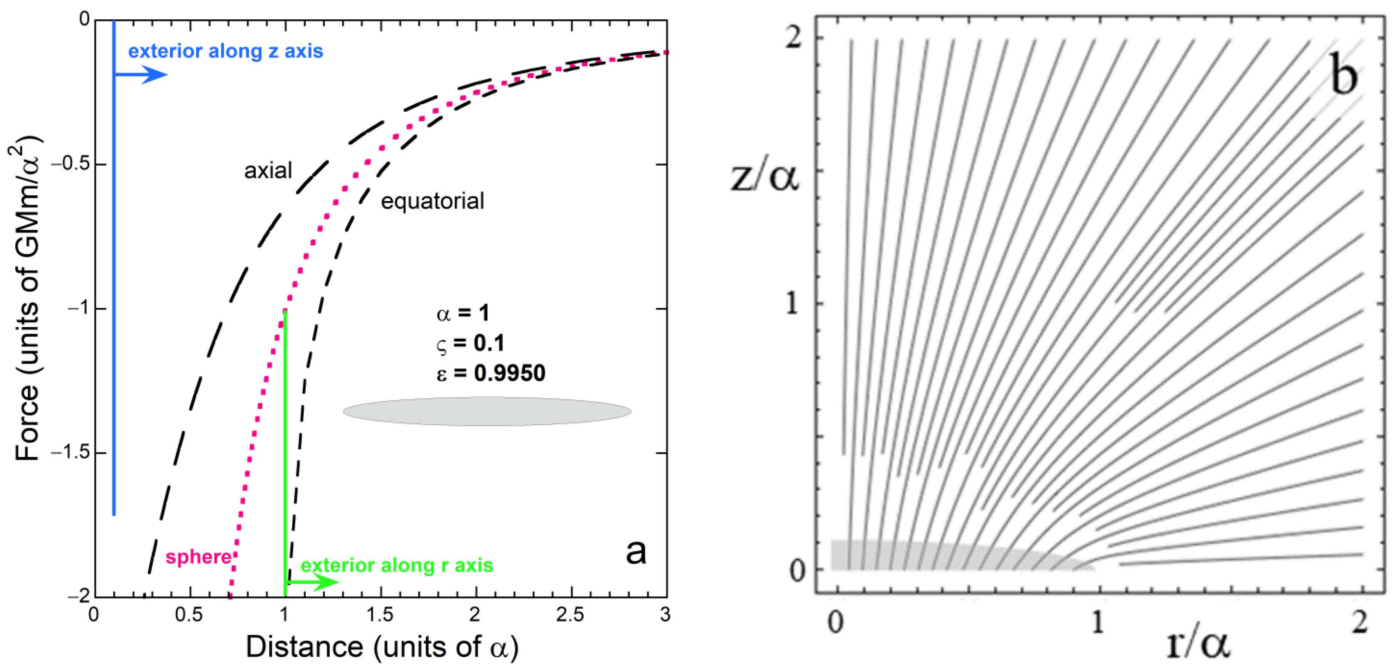 0
exterior along z axis
−0.5
axial
equatorial
Force (units of GMm/α²)
−1
α = 1
ς = 0.1
ε = 0.9950
−1.5
sphere
a
exterior along r axis
−2
0 0.5 1 1.5 2 2.5 3
Distance (units of α)
2
b
z/α
1
0
0 1 2
r/α